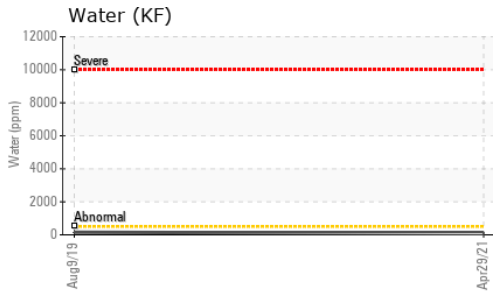 Water (KF)
12000
Severe
10000
8000
6000
4000
2000
Abnormal
0
Water (ppm)
Aug9/19
Apr29/21